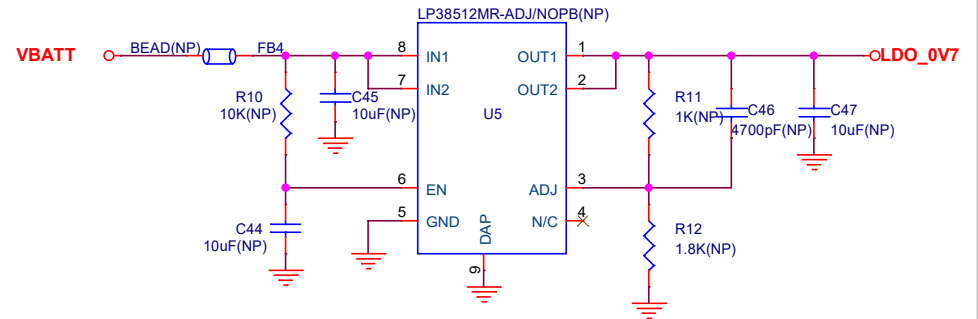 LP38512MR-ADJ/NOPB(NP)
VBATT
BEAD(NP)
FB4
8
IN1
OUT1
1
LDO_0V7
7
IN2
OUT2
2
R10
10K(NP)
C45
10uF(NP)
U5
R11
1K(NP)
C46
4700pF(NP)
C47
10uF(NP)
6
EN
ADJ
3
5
GND
N/C
4
DAP
9
C44
10uF(NP)
R12
1.8K(NP)